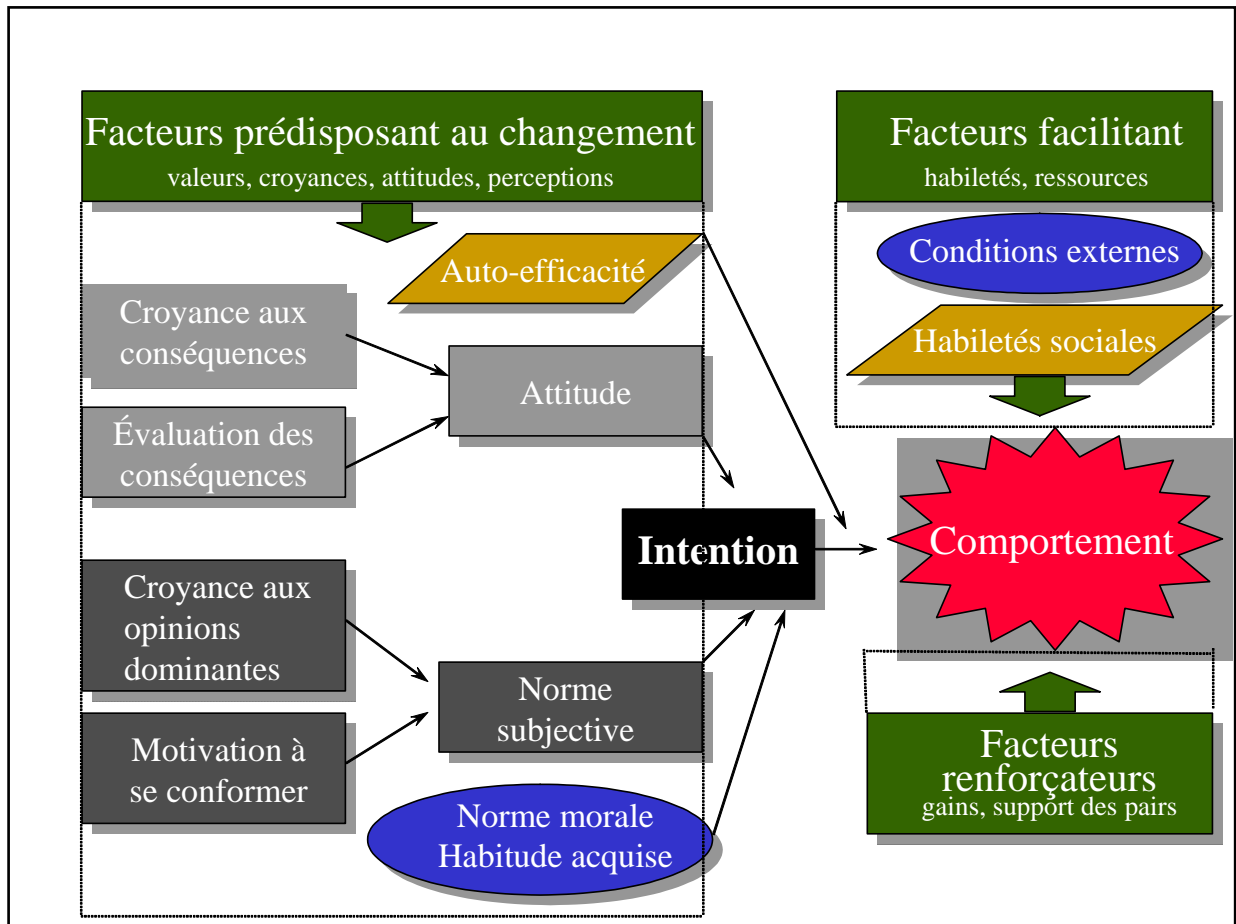 Facteurs prédisposant au changement
valeurs, croyances, attitudes, perceptions
Auto-efficacité
Croyance aux
conséquences
Attitude
Évaluation des
conséquences
Intention
Croyance aux
opinions
dominantes
Norme
subjective
Motivation à
se conformer
Norme morale
Habitude acquise
Facteurs facilitant
habiletés, ressources
Conditions externes
Habiletés sociales
Comportement
Facteurs
renforçateurs
gains, support des pairs